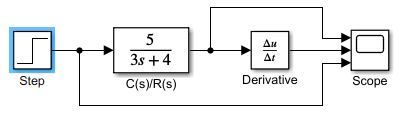 5
3s + 4
Δu
Δt
Step
C(s)/R(s)
Derivative
Scope